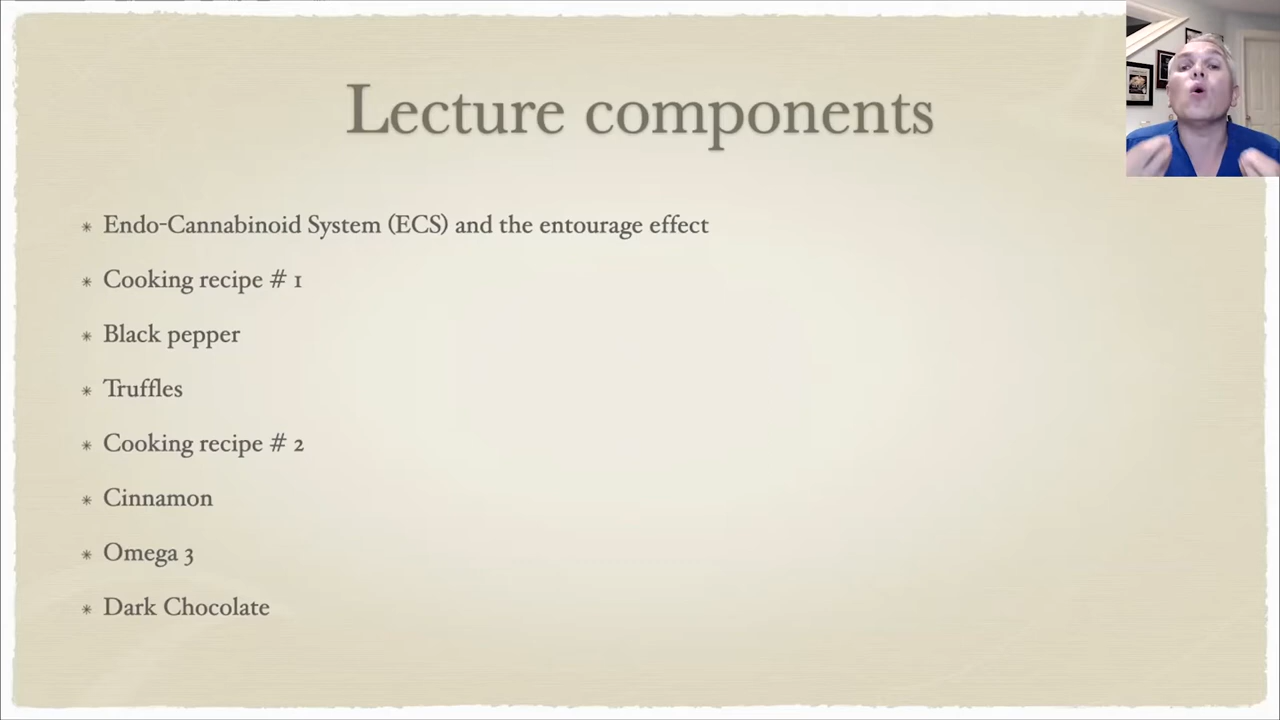 Lecture components
* Endo-Cannabinoid System (ECS) and the entourage effect
* Cooking recipe # 1
* Black pepper
* Truffles
* Cooking recipe # 2
* Cinnamon
* Omega 3
* Dark Chocolate